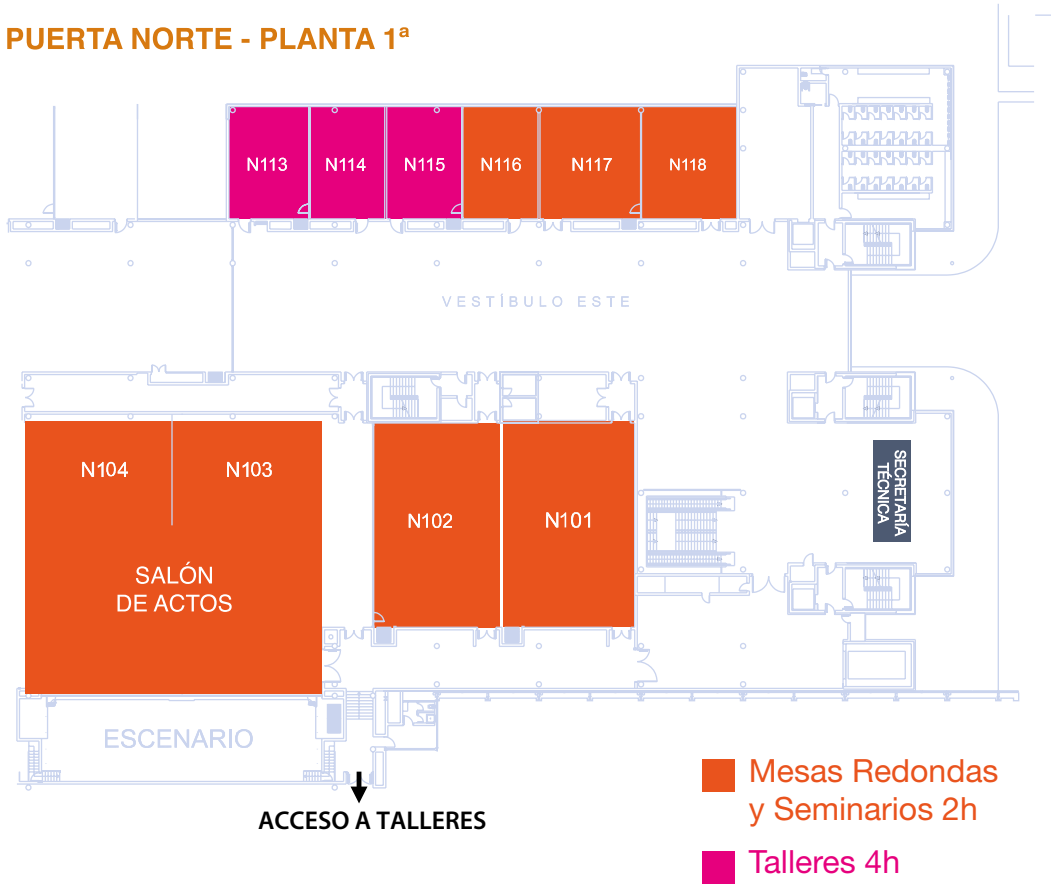 PUERTA NORTE - PLANTA 1ª
N113
N114
N115
N116
N117
N118
VESTÍBULO ESTE
N104
N103
N102
N101
SECRETARÍA
TÉCNICA
SALÓN
DE ACTOS
ESCENARIO
ACCESO A TALLERES
Mesas Redondas
y Seminarios 2h
Talleres 4h